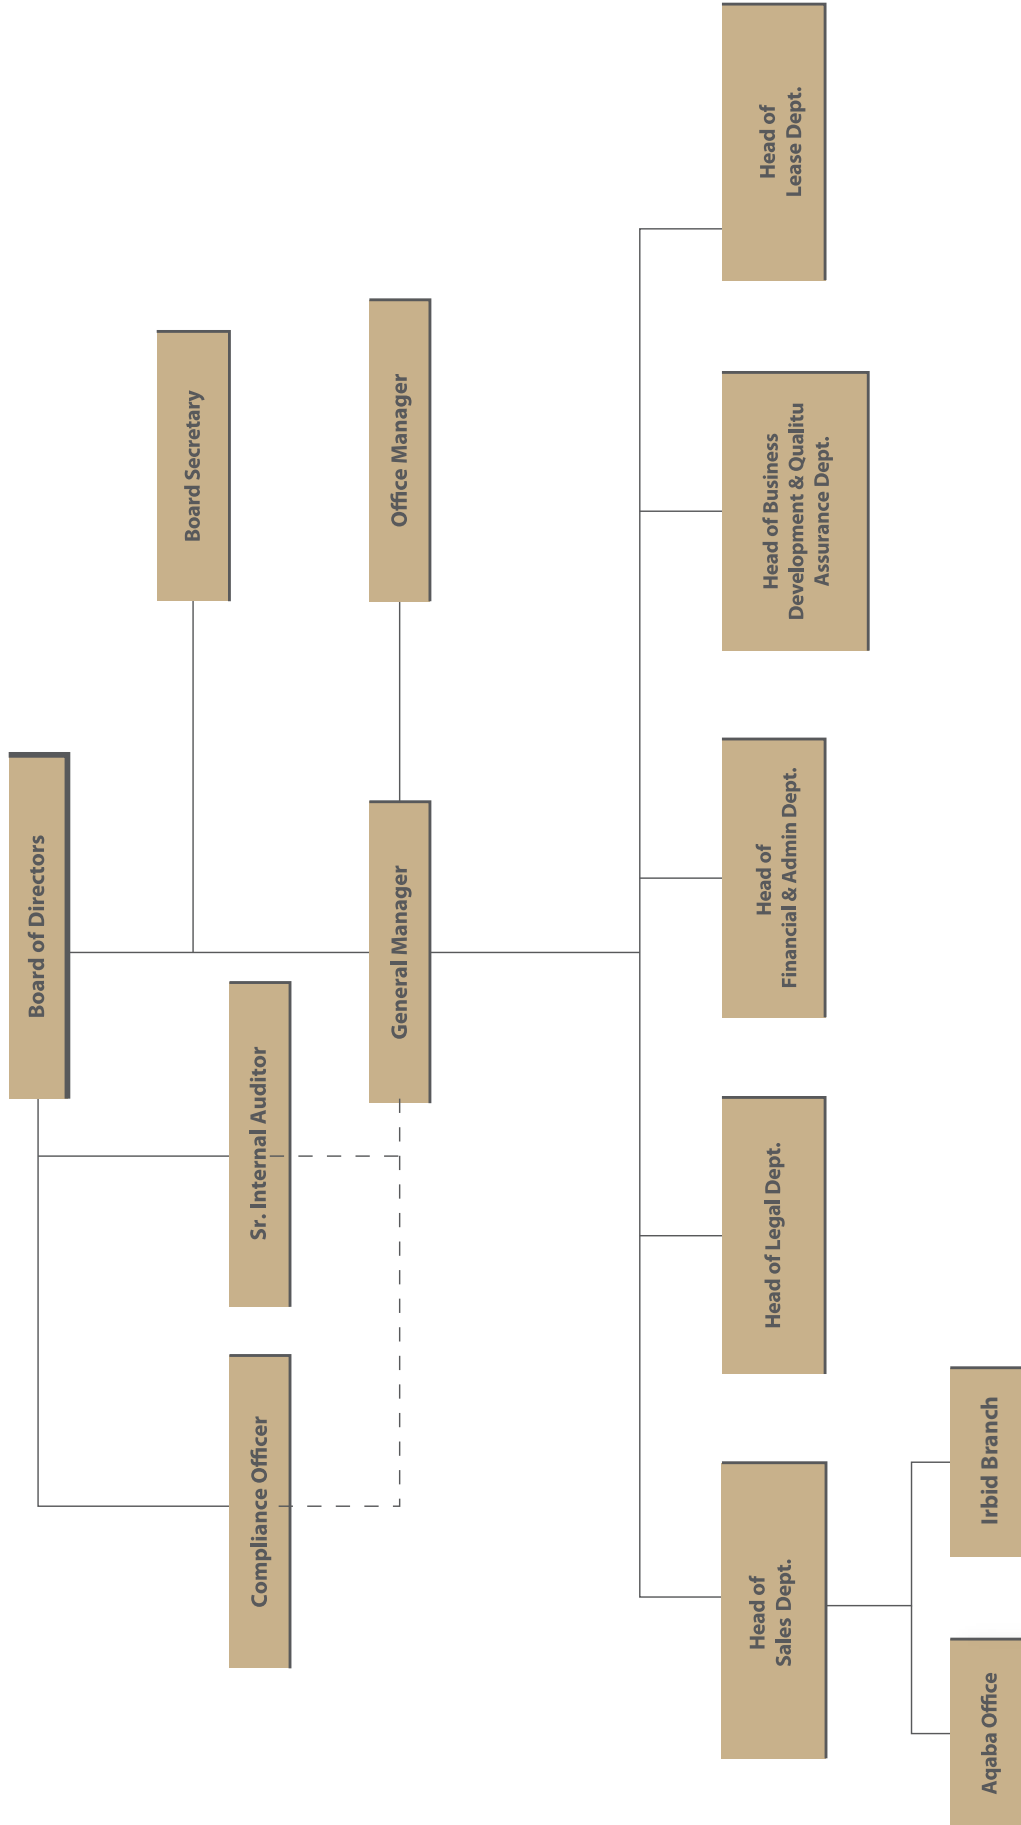 Board of Directors
Board Secretary
Compliance Officer
Sr. Internal Auditor
General Manager
Office Manager
Head of
Sales Dept.
Head of Legal Dept.
Head of
Financial & Admin Dept.
Head of Business
Development & Qualitu
Assurance Dept.
Head of
Lease Dept.
Aqaba Office
Irbid Branch